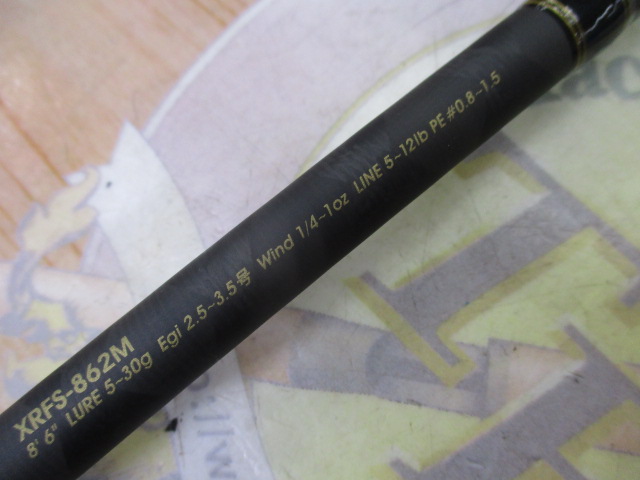 XRFS-862M
8' 6" LURE 5-30g Egi 2.5-3.5号 Wind 1/4-1oz LINE 5-12lb PE #0.8-1.5